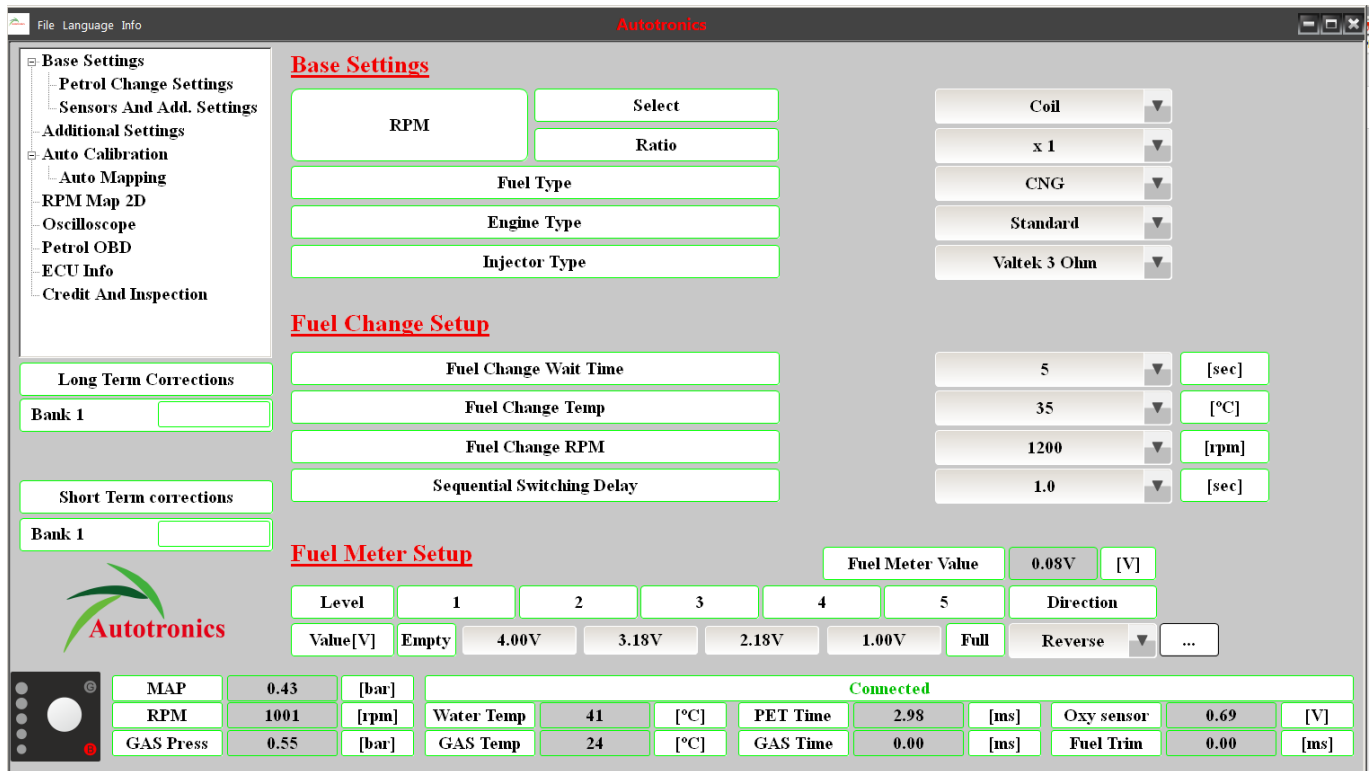 File Language Info
Autotronics
Base Settings
Petrol Change Settings
Sensors And Add. Settings
Additional Settings
Auto Calibration
Auto Mapping
RPM Map 2D
Oscilloscope
Petrol OBD
ECU Info
Credit And Inspection
Long Term Corrections
Bank 1
Short Term corrections
Bank 1
Autotronics
Base Settings
RPM Select Coil
Ratio x 1
Fuel Type CNG
Engine Type Standard
Injector Type Valtek 3 Ohm
Fuel Change Setup
Fuel Change Wait Time 5 [sec]
Fuel Change Temp 35 [ºC]
Fuel Change RPM 1200 [rpm]
Sequential Switching Delay 1.0 [sec]
Fuel Meter Setup
Fuel Meter Value 0.08V [V]
Level 1 2 3 4 5 Direction
Value[V] Empty 4.00V 3.18V 2.18V 1.00V Full Reverse ...
G
B
MAP 0.43 [bar] Connected
RPM 1001 [rpm] Water Temp 41 [ºC] PET Time 2.98 [ms] Oxy sensor 0.69 [V]
GAS Press 0.55 [bar] GAS Temp 24 [ºC] GAS Time 0.00 [ms] Fuel Trim 0.00 [ms]